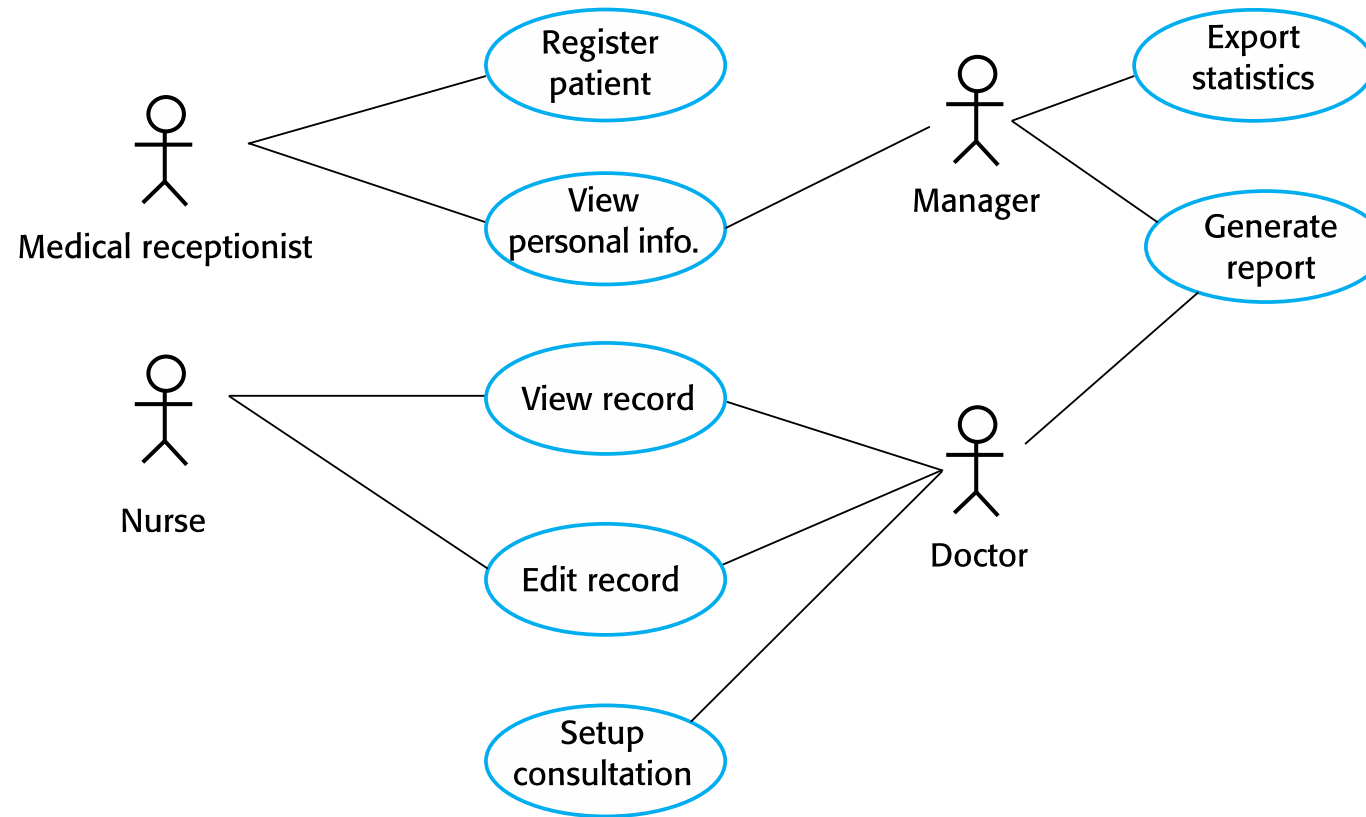 Register
patient
Export
statistics
Medical receptionist
View
personal info.
Manager
Generate
report
Nurse
View record
Edit record
Doctor
Setup
consultation